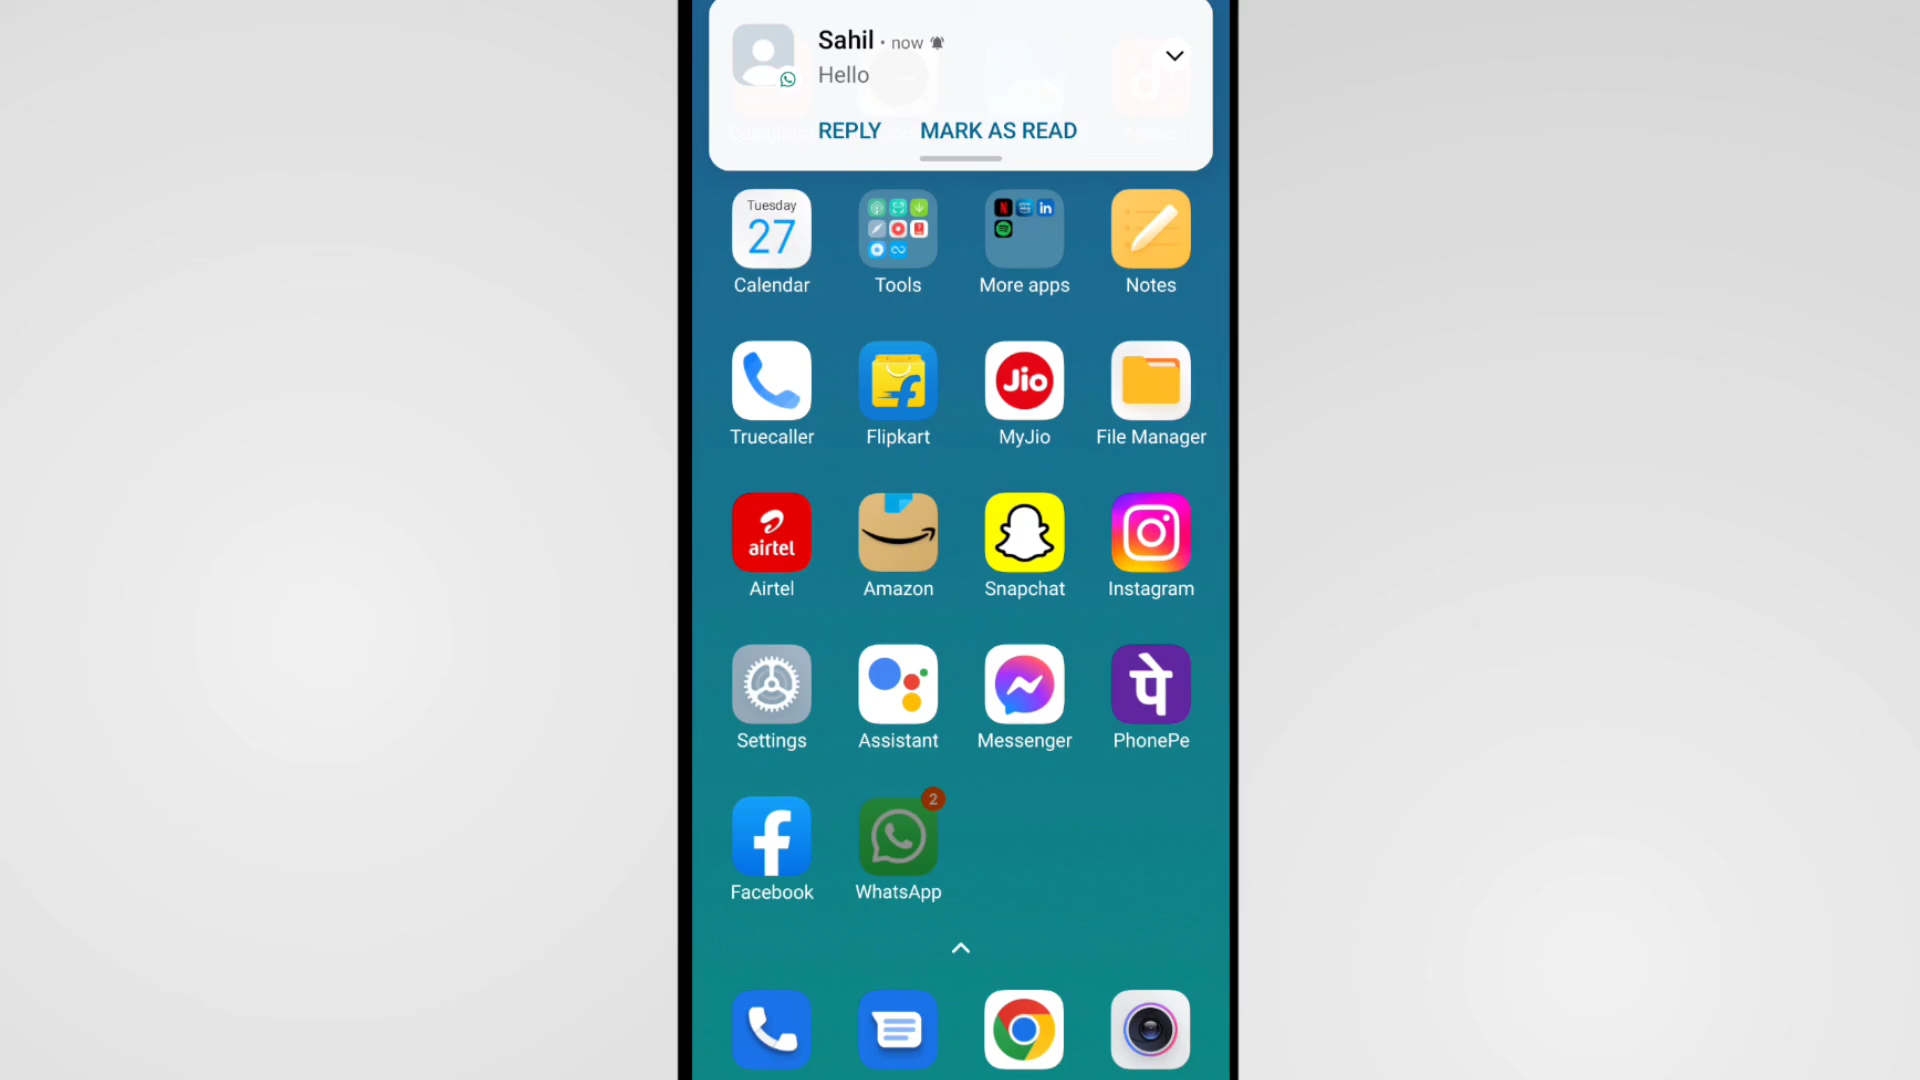 Sahil · now
Hello
REPLY MARK AS READ
Tuesday
27
in
Calendar Tools More apps Notes
Jio
Truecaller Flipkart MyJio File Manager
airtel
Airtel Amazon Snapchat Instagram
पे
Settings Assistant Messenger PhonePe
2
Facebook WhatsApp